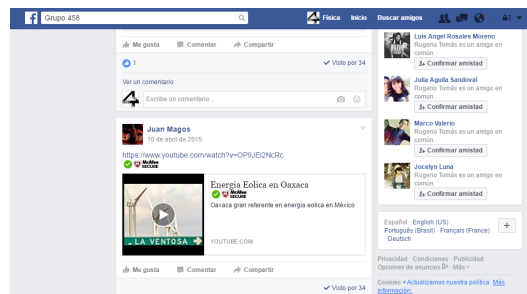 Grupo 458
Física Inicio Buscar amigos
Me gusta Comentar Compartir
1
Visto por 34
Ver un comentario
Escribe un comentario...
Juan Magos
10 de abril de 2015
https://www.youtube.com/watch?v=OP9JEi2NcRc
McAfee
SECURE
Energia Eolica en Oaxaca
McAfee
SECURE
Oaxaca gran referente en energia eolica en México
LA VENTOSA
YOUTUBE.COM
Me gusta Comentar Compartir
Visto por 34
Luis Angel Rosales Moreno
Rugerio Tomás es un amigo en
común.
Confirmar amistad
Julia Aguila Sandoval
Rugerio Tomás es un amigo en
común.
Confirmar amistad
Marco Valerio
Rugerio Tomás es un amigo en
común.
Confirmar amistad
Jocelyn Luna
Rugerio Tomás es un amigo en
común.
Confirmar amistad
Español · English (US) ·
Português (Brasil) · Français (France)
· Deutsch
Privacidad · Condiciones · Publicidad ·
Opciones de anuncios · Más
Cookies • Actualizamos nuestra política. Más
información.